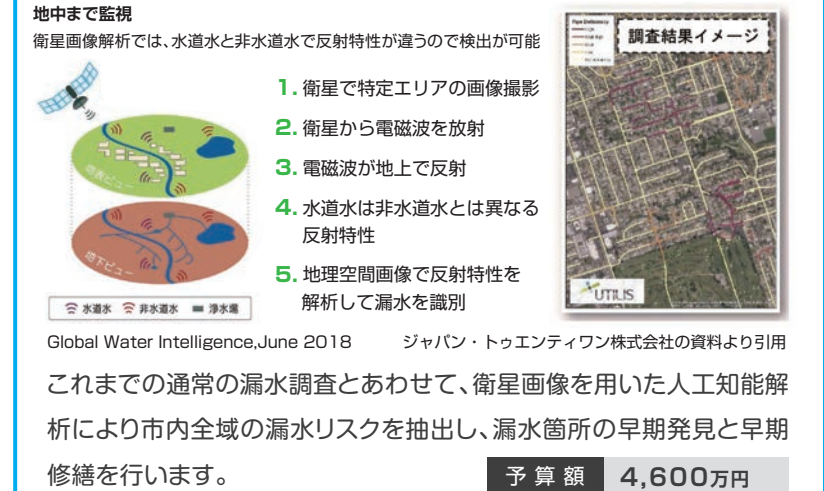 地中まで監視
衛星画像解析では、水道水と非水道水で反射特性が違うので検出が可能
1. 衛星で特定エリアの画像撮影
2. 衛星から電磁波を放射
3. 電磁波が地上で反射
4. 水道水は非水道水とは異なる
反射特性
5. 地理空間画像で反射特性を
解析して漏水を識別
地表ビュー
地下ビュー
水道水 非水道水 浄水場
Pipe Deficiency
調査結果イメージ
UTILIS
Global Water Intelligence,June 2018 ジャパン・トゥエンティワン株式会社の資料より引用
これまでの通常の漏水調査とあわせて、衛星画像を用いた人工知能解
析により市内全域の漏水リスクを抽出し、漏水箇所の早期発見と早期
修繕を行います。
予算額 4,600万円